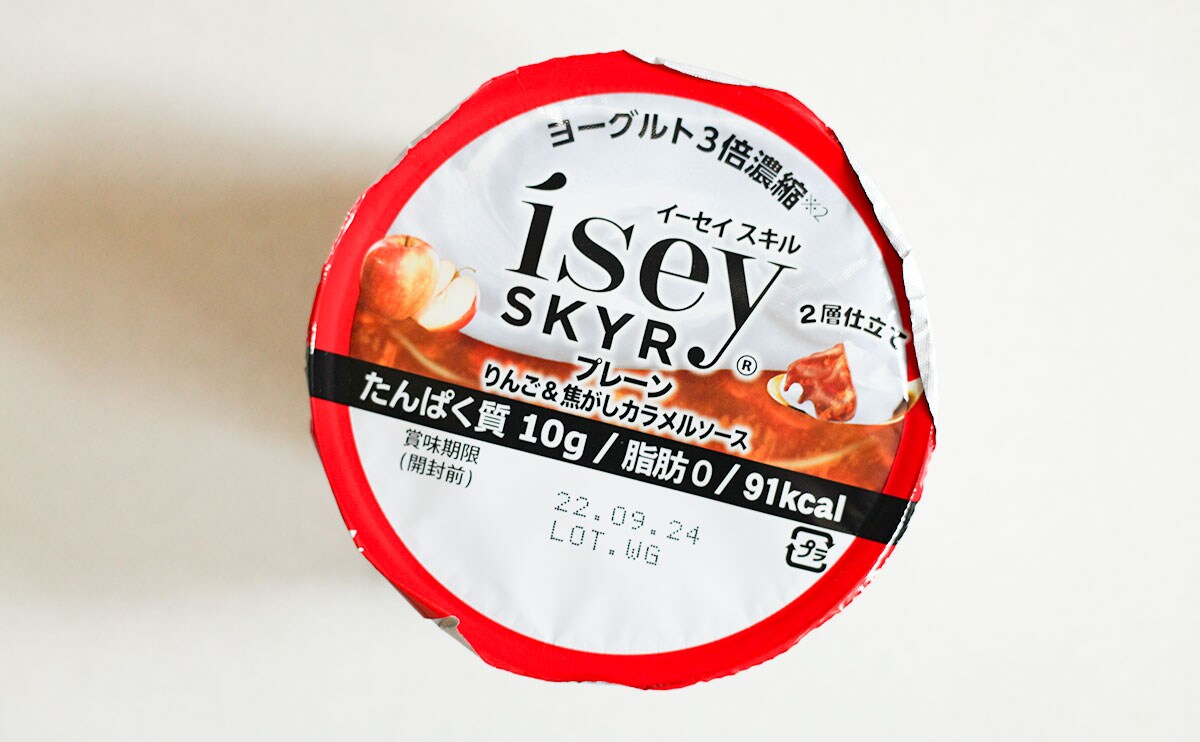 ヨーグルト3倍濃縮※2
イーセイ スキル
ísey
SKYR®
2層仕立て
プレーン
りんご&焦がしカラメルソース
たんぱく質 10g / 脂肪0 / 91kcal
賞味期限
(開封前)
22.09.24
LOT.WG
プラ